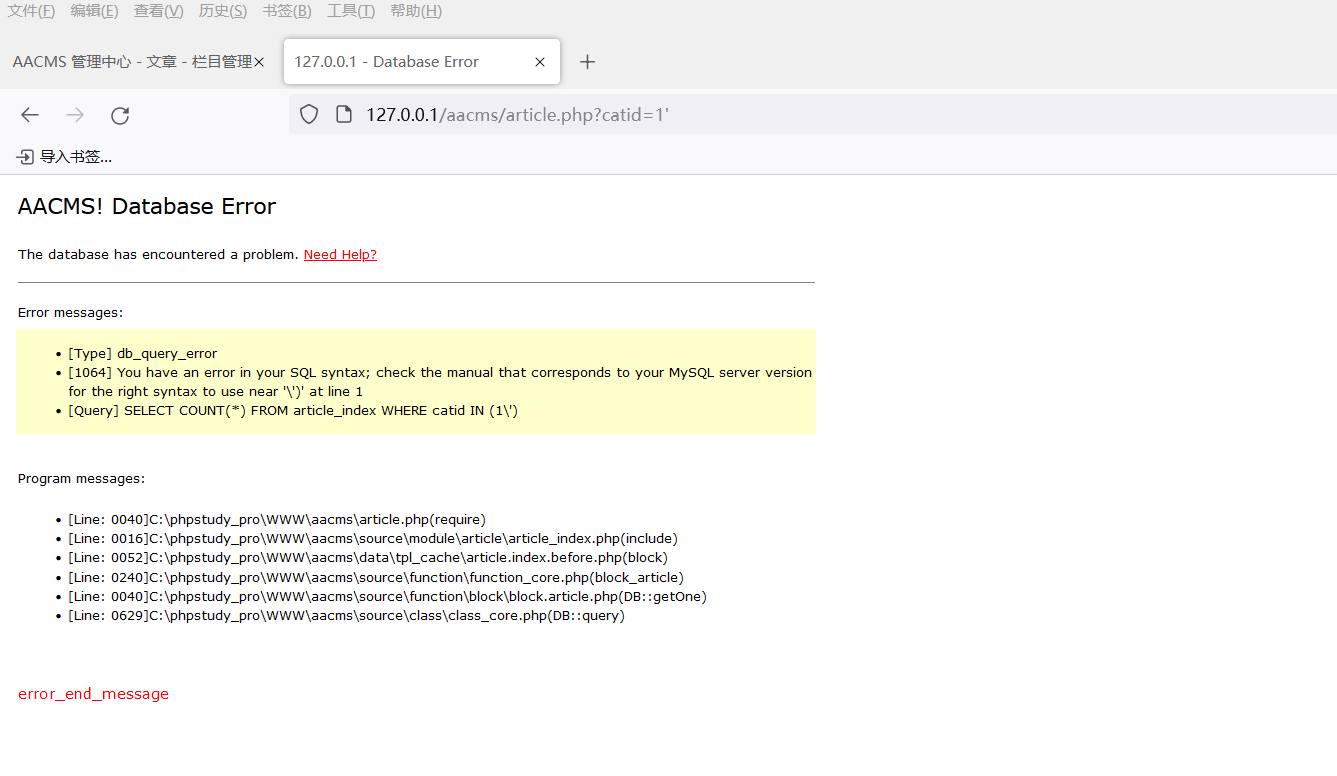 文件(F) 编辑(E) 查看(V) 历史(S) 书签(B) 工具(T) 帮助(H)
AACMS 管理中心 - 文章 - 栏目管理 127.0.0.1 - Database Error
127.0.0.1/aacms/article.php?catid=1'
导入书签...
AACMS! Database Error
The database has encountered a problem. Need Help?
Error messages:
[Type] db_query_error
[1064] You have an error in your SQL syntax; check the manual that corresponds to your MySQL server version
for the right syntax to use near '\')' at line 1
[Query] SELECT COUNT(*) FROM article_index WHERE catid IN (1\')
Program messages:
[Line: 0040]C:\phpstudy_pro\WWW\aacms\article.php(require)
[Line: 0016]C:\phpstudy_pro\WWW\aacms\source\module\article\article_index.php(include)
[Line: 0052]C:\phpstudy_pro\WWW\aacms\data\tpl_cache\article.index.before.php(block)
[Line: 0240]C:\phpstudy_pro\WWW\aacms\source\function\function_core.php(block_article)
[Line: 0040]C:\phpstudy_pro\WWW\aacms\source\function\block\block.article.php(DB::getOne)
[Line: 0629]C:\phpstudy_pro\WWW\aacms\source\class\class_core.php(DB::query)
error_end_message